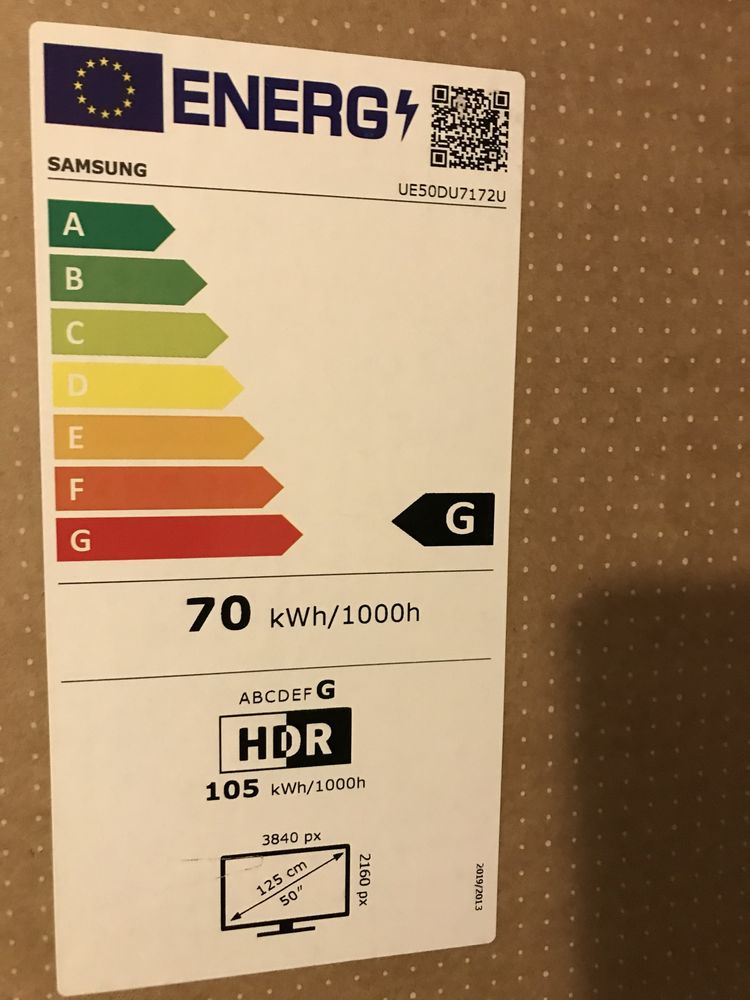 ENERG
SAMSUNG
UE50DU7172U
A
B
C
D
E
F
G
G
70 kWh/1000h
ABCDEFG
HDR
105 kWh/1000h
3840 px
2160 px
125 cm
50"
2019/2013